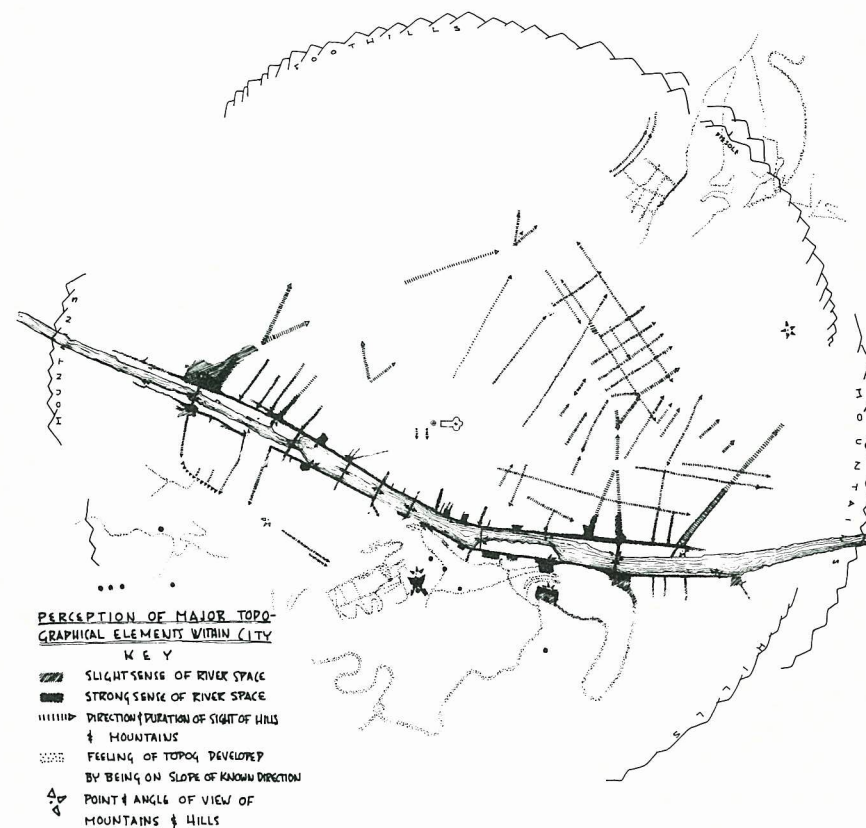 FOOTHILLS
FIESOLE
MOUNTAI
HILLS
PERCEPTION OF MAJOR TOPO-
GRAPHICAL ELEMENTS WITHIN CITY
KEY
SLIGHT SENSE OF RIVER SPACE
STRONG SENSE OF RIVER SPACE
DIRECTION & DURATION OF SIGHT OF HILLS
& MOUNTAINS
FEELING OF TOPOG DEVELOPED
BY BEING ON SLOPE OF KNOWN DIRECTION
POINT & ANGLE OF VIEW OF
MOUNTAINS & HILLS